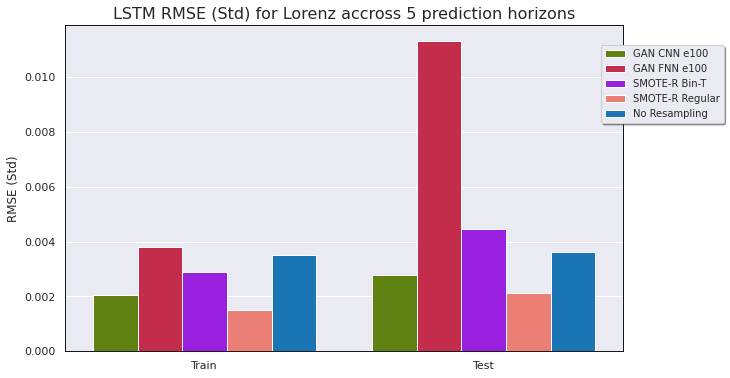 LSTM RMSE (Std) for Lorenz accross 5 prediction horizons
GAN CNN e100
GAN FNN e100
SMOTE-R Bin-T
SMOTE-R Regular
No Resampling
RMSE (Std)
0.010
0.008
0.006
0.004
0.002
0.000
Train
Test